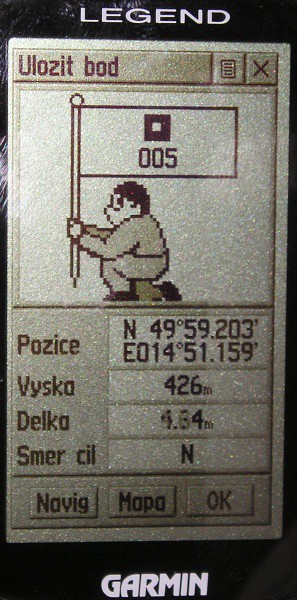 LEGEND
Ulozit bod
005
Pozice N 49°59.203'
E014°51.159'
Vyska 426m
Delka
Smer cil N
Navig Mapa OK
GARMIN